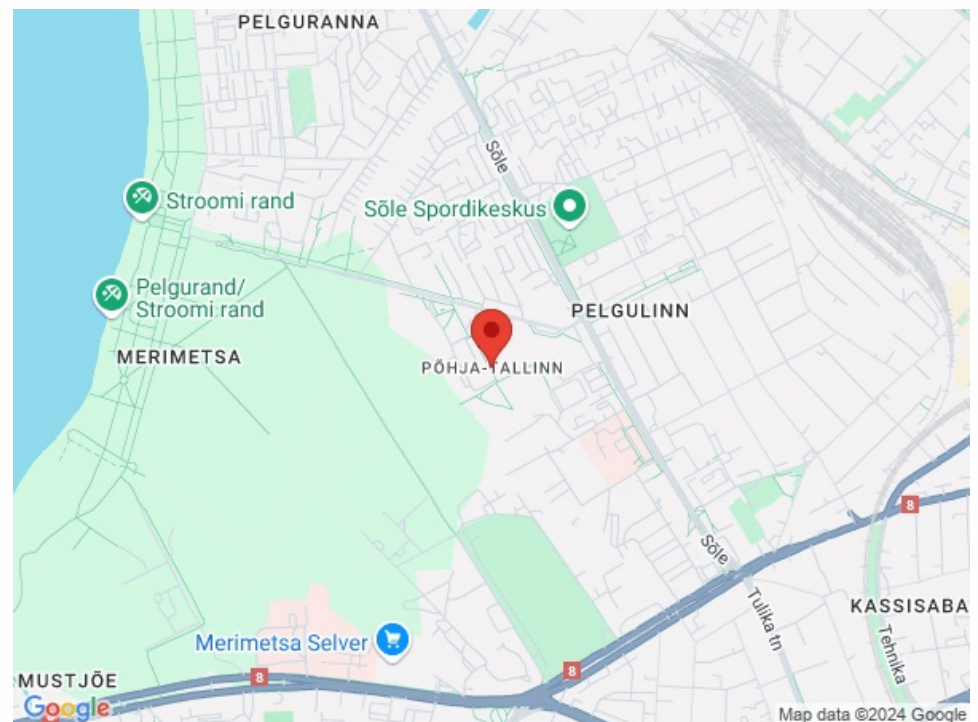 PELGURANNA
Sõle
Stroomi rand
Sõle Spordikeskus
Pelgurand/
Stroomi rand
PELGULINN
MERIMETSA
PÕHJA-TALLINN
8
Sõle
Tulika tn
KASSISABA
Tehnika
Merimetsa Selver
8
8
MUSTJÕE
Google
Map data ©2024 Google